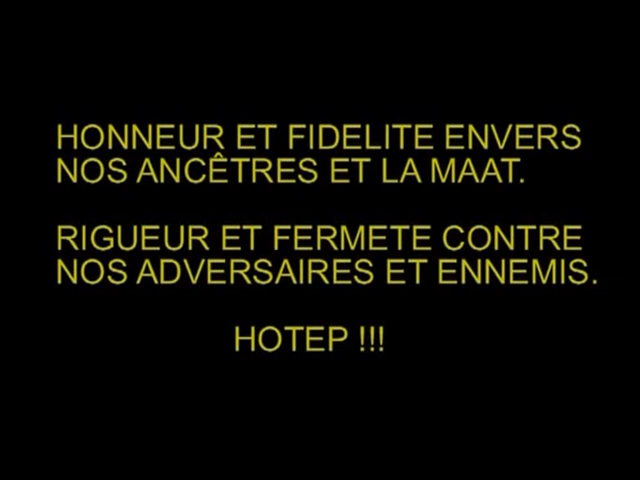 HONNEUR ET FIDELITE ENVERS
NOS ANCÊTRES ET LA MAAT.
RIGUEUR ET FERMETE CONTRE
NOS ADVERSAIRES ET ENNEMIS.
HOTEP !!!